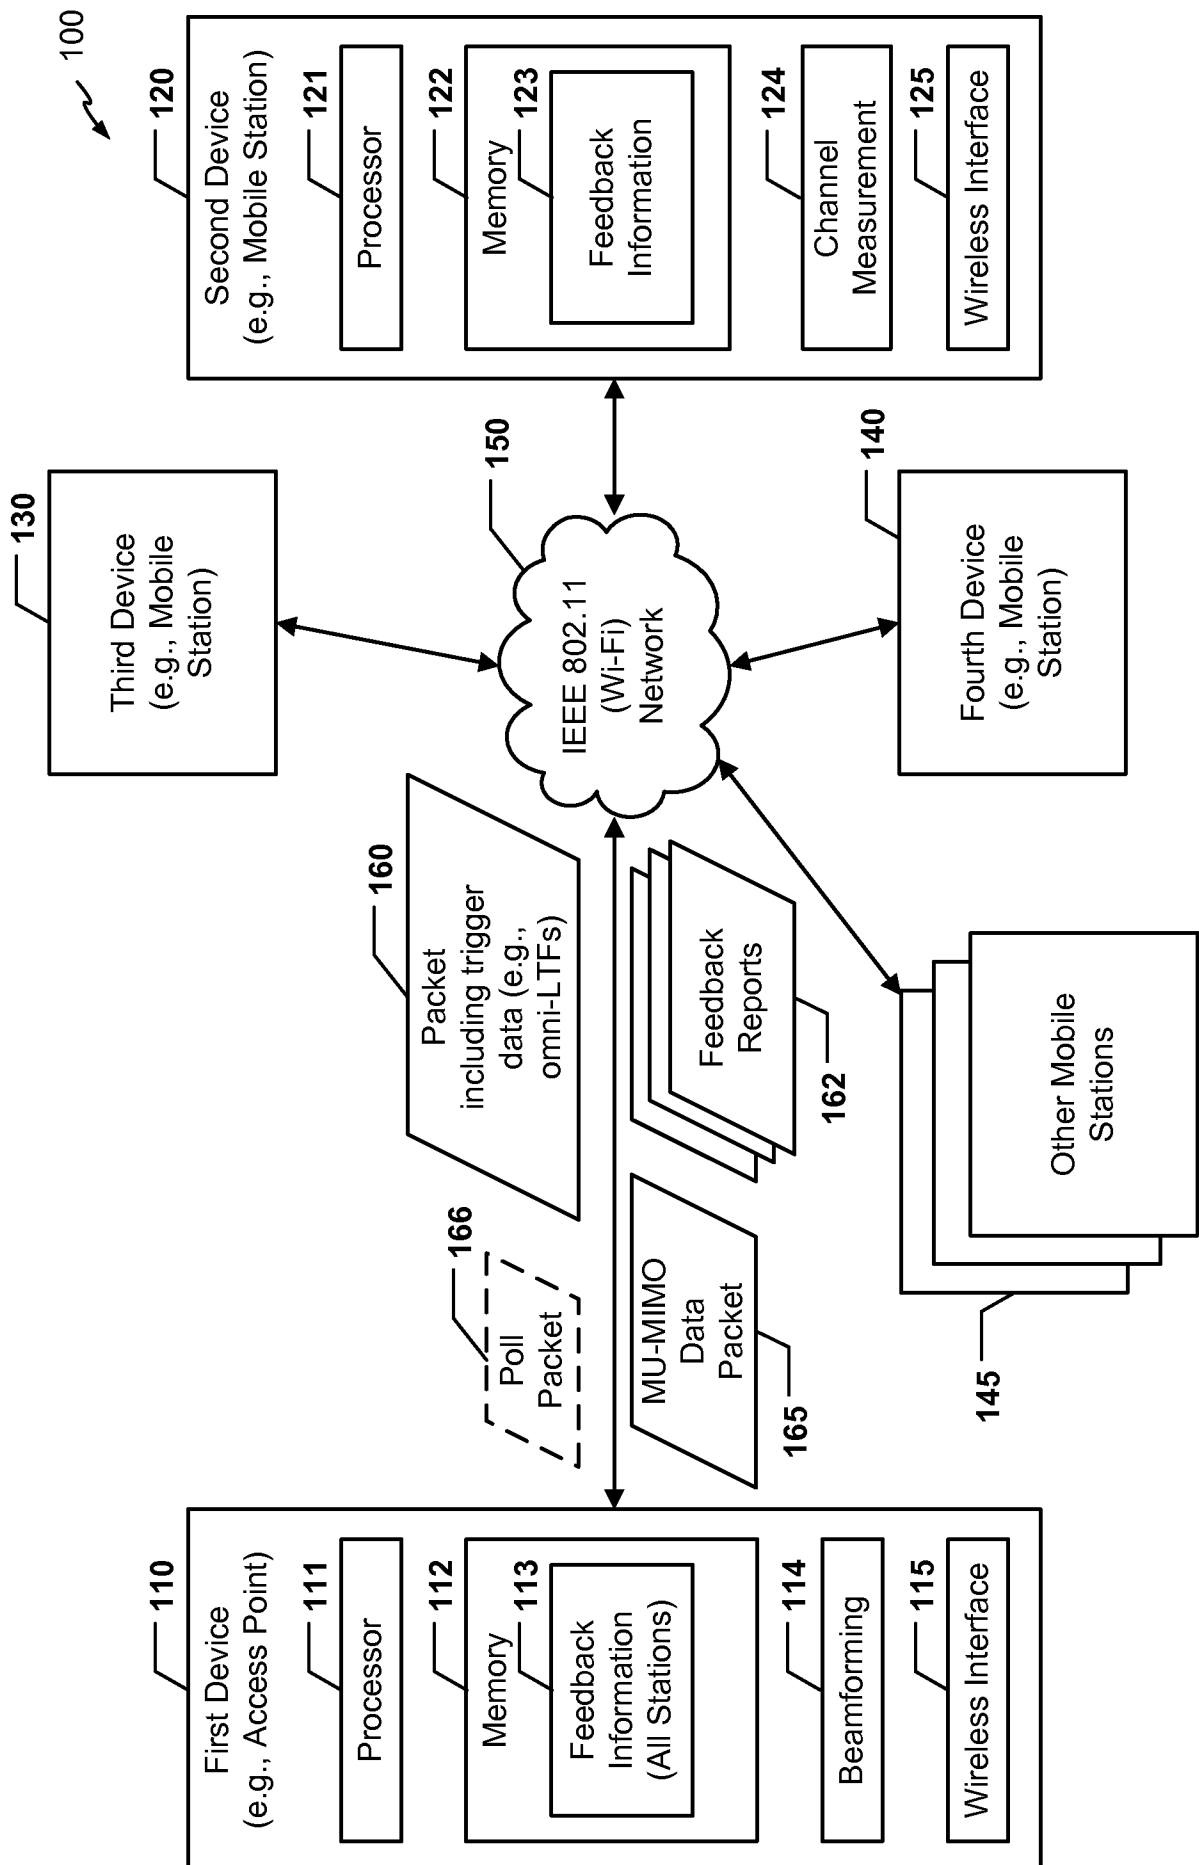 100
110
First Device
(e.g., Access Point)
111
Processor
112
Memory
113
Feedback
Information
(All Stations)
114
Beamforming
115
Wireless Interface
166
Poll
Packet
160
Packet
including trigger
data (e.g.,
omni-LTFs)
MU-MIMO
Data
Packet
165
Feedback
Reports
162
130
Third Device
(e.g., Mobile
Station)
150
IEEE 802.11
(Wi-Fi)
Network
140
Fourth Device
(e.g., Mobile
Station)
145
Other Mobile
Stations
120
Second Device
(e.g., Mobile Station)
121
Processor
122
Memory
123
Feedback
Information
124
Channel
Measurement
125
Wireless Interface